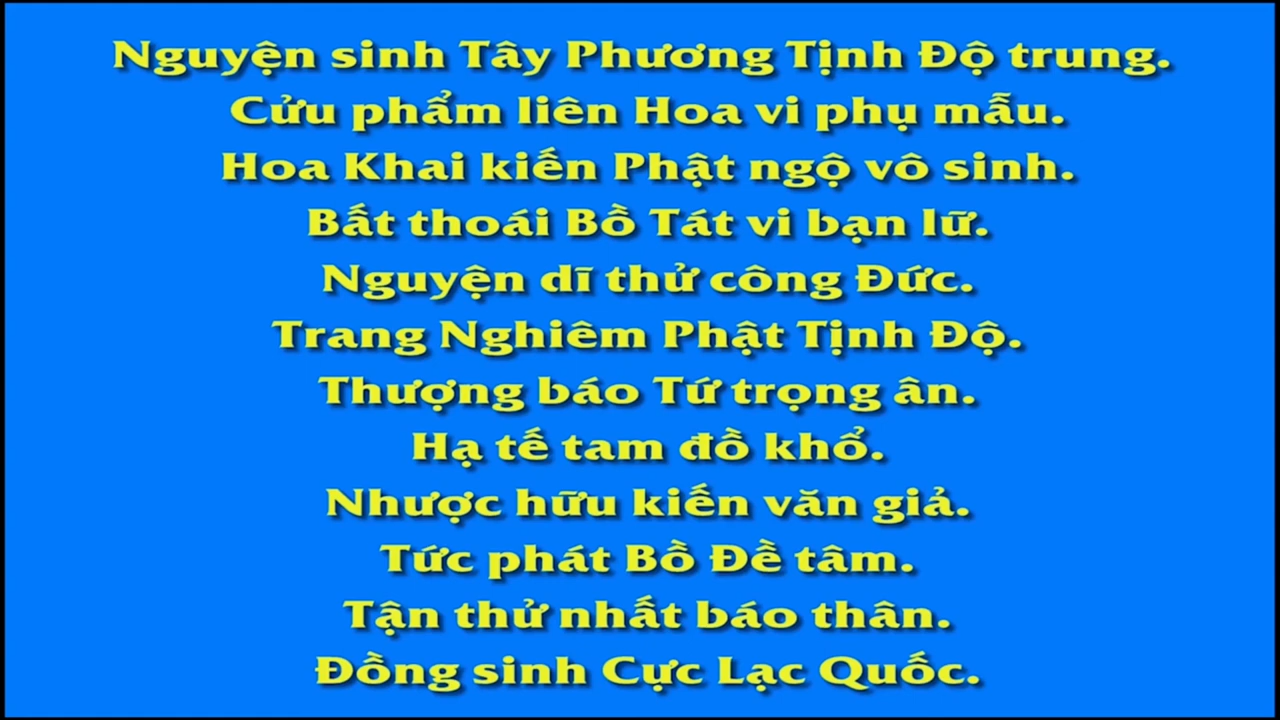 Nguyện sinh Tây Phương Tịnh Độ trung.
Cửu phẩm liên Hoa vi phụ mẫu.
Hoa Khai kiến Phật ngộ vô sinh.
Bất thoái Bồ Tát vi bạn lữ.
Nguyện dĩ thử công Đức.
Trang Nghiêm Phật Tịnh Độ.
Thượng báo Tứ trọng ân.
Hạ tế tam đồ khổ.
Nhược hữu kiến văn giả.
Tức phát Bồ Đề tâm.
Tận thử nhất báo thân.
Đồng sinh Cực Lạc Quốc.